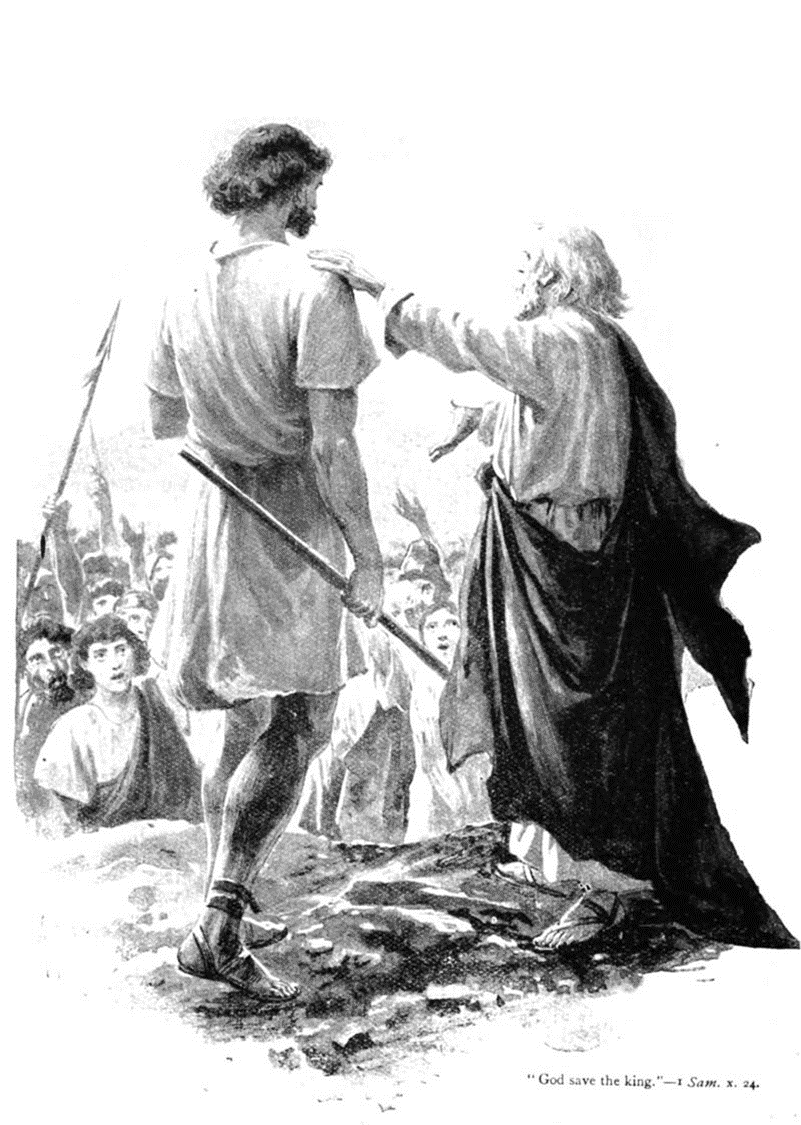 "God save the king."—1 Sam. x. 24.